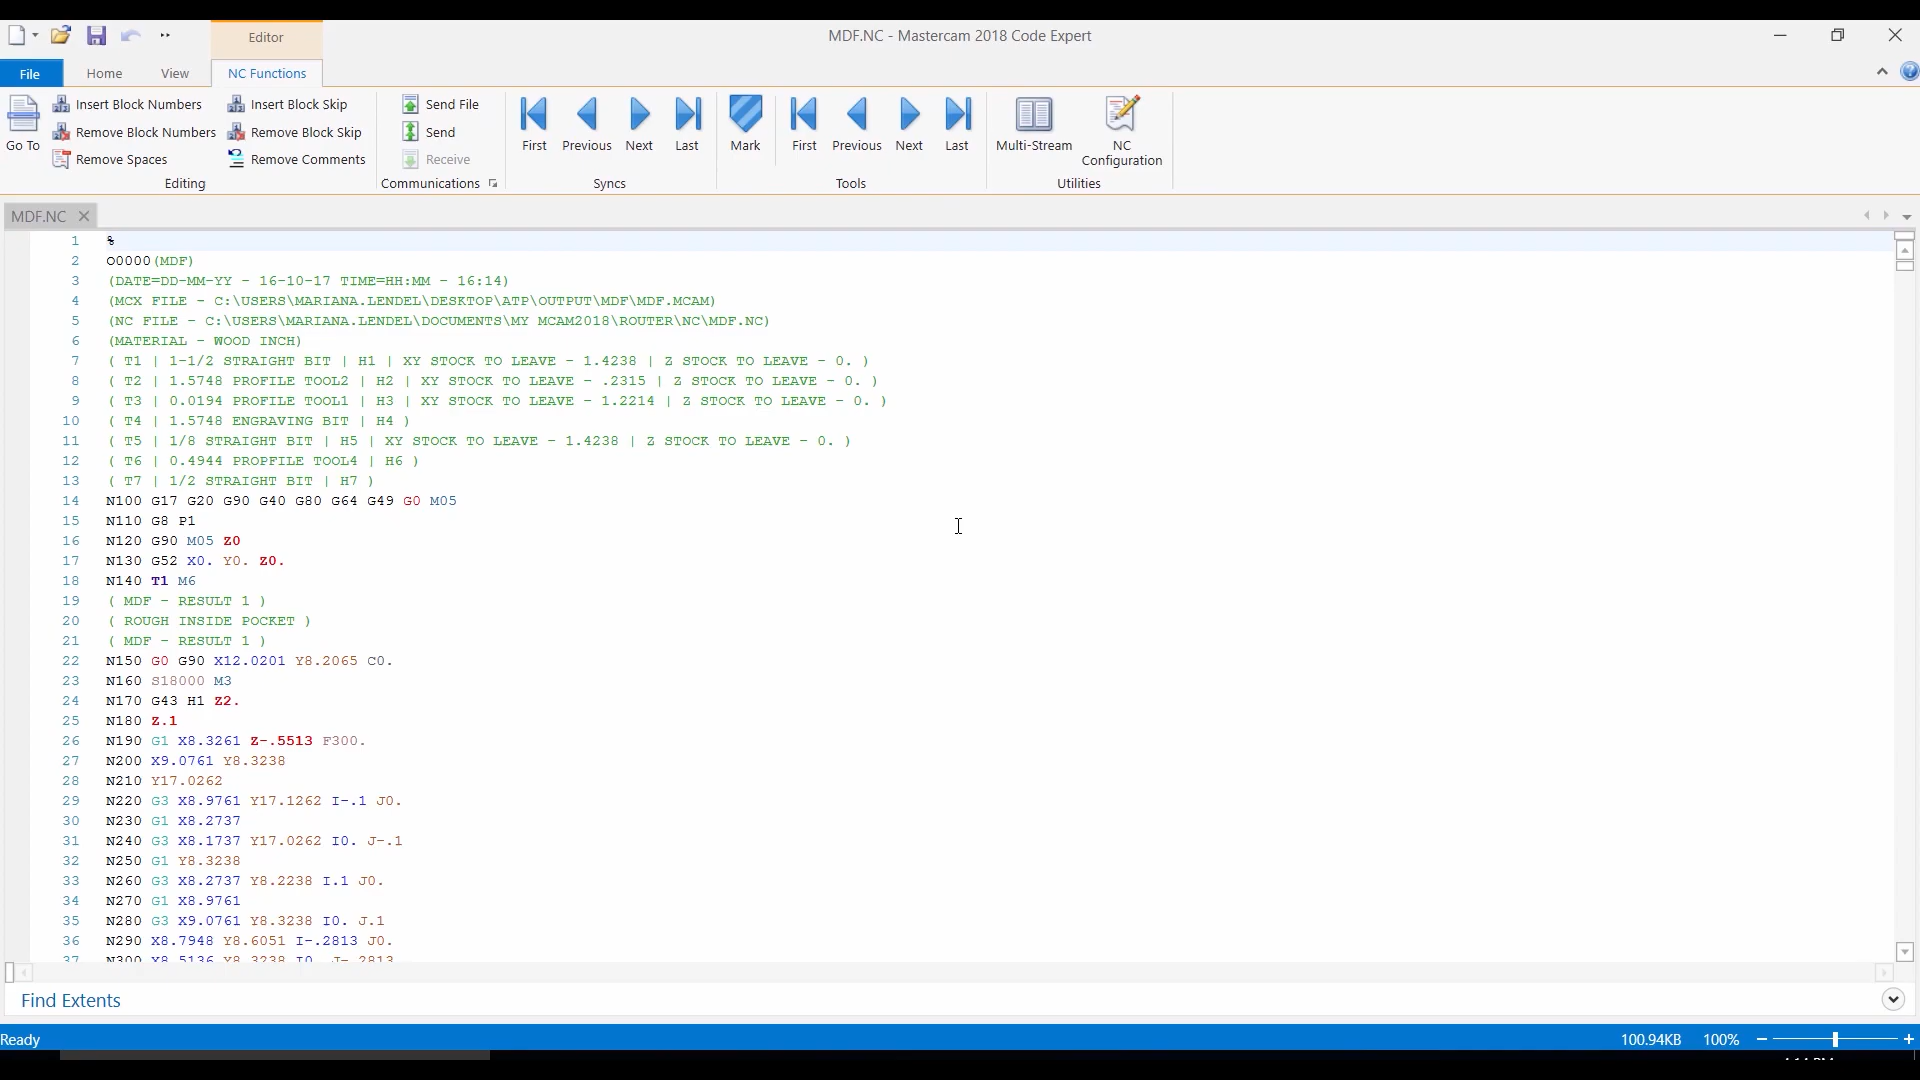 Editor
MDF.NC - Mastercam 2018 Code Expert
File Home View NC Functions
Go To
Insert Block Numbers
Remove Block Numbers
Remove Spaces
Insert Block Skip
Remove Block Skip
Remove Comments
Editing
Send File
Send
Receive
Communications
First Previous Next Last
Syncs
Mark
First Previous Next Last
Tools
Multi-Stream
NC
Configuration
Utilities
MDF.NC
1 %
2 O0000(MDF)
3 (DATE=DD-MM-YY - 16-10-17 TIME=HH:MM - 16:14)
4 (MCX FILE - C:\USERS\MARIANA.LENDEL\DESKTOP\ATP\OUTPUT\MDF\MDF.MCAM)
5 (NC FILE - C:\USERS\MARIANA.LENDEL\DOCUMENTS\MY MCAM2018\ROUTER\NC\MDF.NC)
6 (MATERIAL - WOOD INCH)
7 ( T1 | 1-1/2 STRAIGHT BIT | H1 | XY STOCK TO LEAVE - 1.4238 | Z STOCK TO LEAVE - 0. )
8 ( T2 | 1.5748 PROFILE TOOL2 | H2 | XY STOCK TO LEAVE - .2315 | Z STOCK TO LEAVE - 0. )
9 ( T3 | 0.0194 PROFILE TOOL1 | H3 | XY STOCK TO LEAVE - 1.2214 | Z STOCK TO LEAVE - 0. )
10 ( T4 | 1.5748 ENGRAVING BIT | H4 )
11 ( T5 | 1/8 STRAIGHT BIT | H5 | XY STOCK TO LEAVE - 1.4238 | Z STOCK TO LEAVE - 0. )
12 ( T6 | 0.4944 PROPFILE TOOL4 | H6 )
13 ( T7 | 1/2 STRAIGHT BIT | H7 )
14 N100 G17 G20 G90 G40 G80 G64 G49 G0 M05
15 N110 G8 P1
16 N120 G90 M05 Z0
17 N130 G52 X0. Y0. Z0.
18 N140 T1 M6
19 ( MDF - RESULT 1 )
20 ( ROUGH INSIDE POCKET )
21 ( MDF - RESULT 1 )
22 N150 G0 G90 X12.0201 Y8.2065 C0.
23 N160 S18000 M3
24 N170 G43 H1 Z2.
25 N180 Z.1
26 N190 G1 X8.3261 Z-.5513 F300.
27 N200 X9.0761 Y8.3238
28 N210 Y17.0262
29 N220 G3 X8.9761 Y17.1262 I-.1 J0.
30 N230 G1 X8.2737
31 N240 G3 X8.1737 Y17.0262 I0. J-.1
32 N250 G1 Y8.3238
33 N260 G3 X8.2737 Y8.2238 I.1 J0.
34 N270 G1 X8.9761
35 N280 G3 X9.0761 Y8.3238 I0. J.1
36 N290 X8.7948 Y8.6051 I-.2813 J0.
37 N300 X8.5136 Y8.3238 I0. J-.2813
Find Extents
Ready
100.94KB 100%